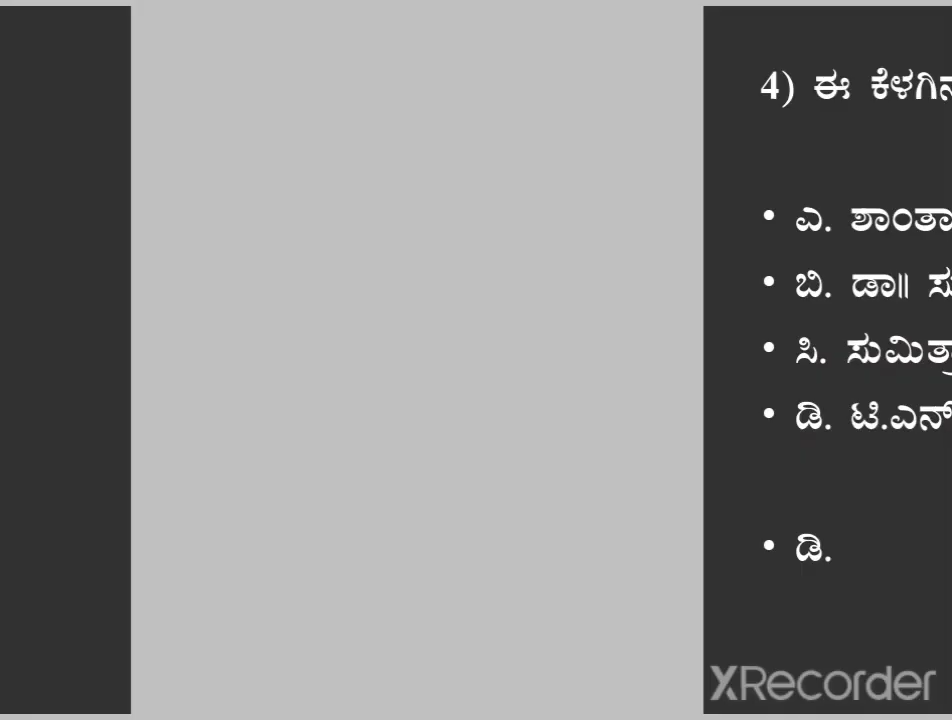 4) ಈ ಕೆಳಗಿನ
• ಎ. ಶಾಂತಾ
• ಬಿ. ಡಾ॥ ಸು
• ಸಿ. ಸುಮಿತ್ರಾ
• ಡಿ. ಟಿ.ಎನ್
• ಡಿ.
XRecorder